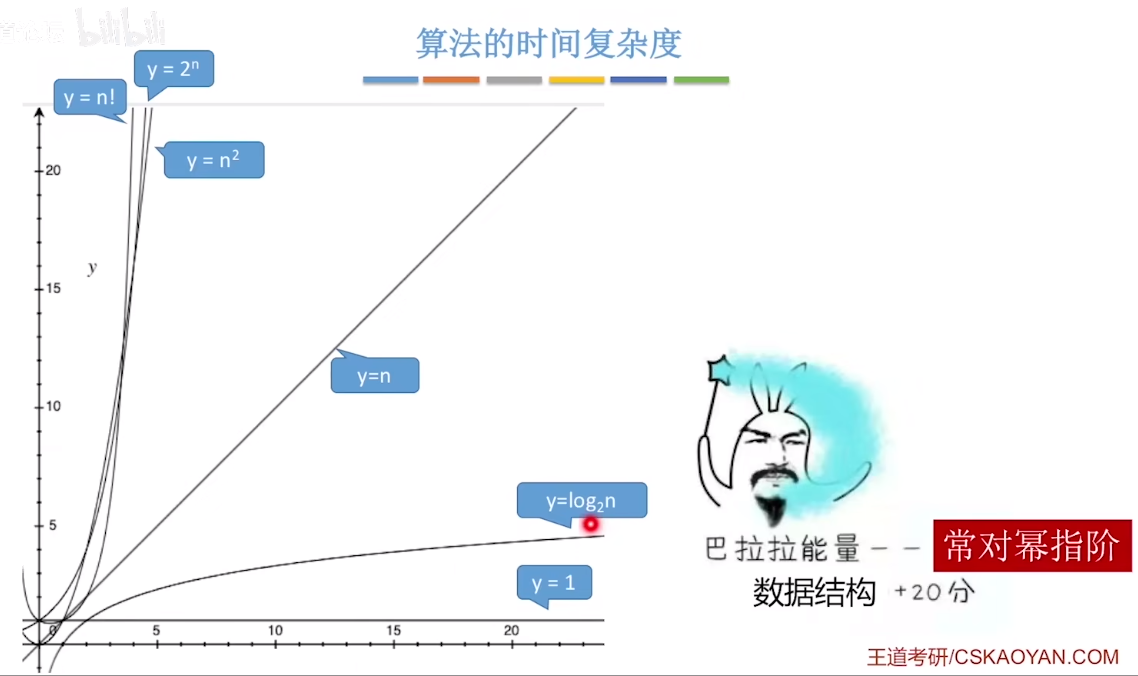 bilibili
算法的时间复杂度
y = 2ⁿ
y = n!
y = n²
20
y
15
y=n
10
y=log₂n
5
巴拉拉能量－－ 常对幂指阶
y = 1
数据结构 +20分
0 5 10 15 20
王道考研/CSKAOYAN.COM